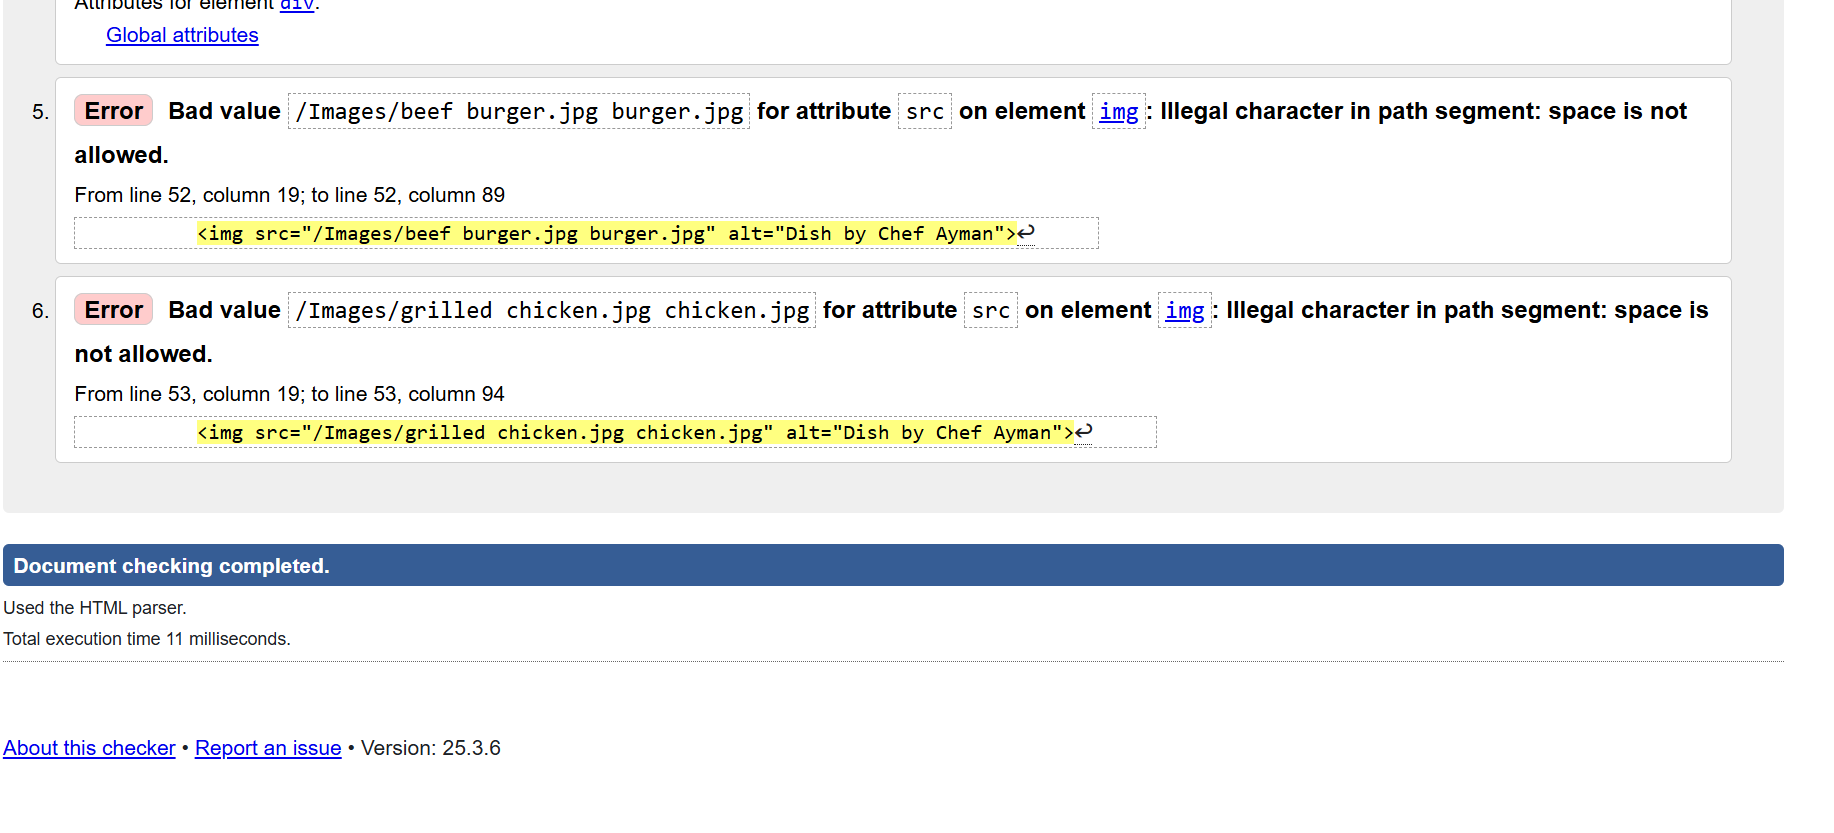 Attributes for element div.
Global attributes
5. Error Bad value /Images/beef burger.jpg burger.jpg for attribute src on element img: Illegal character in path segment: space is not
allowed.
From line 52, column 19; to line 52, column 89
<img src="/Images/beef burger.jpg burger.jpg" alt="Dish by Chef Ayman">↩
6. Error Bad value /Images/grilled chicken.jpg chicken.jpg for attribute src on element img: Illegal character in path segment: space is
not allowed.
From line 53, column 19; to line 53, column 94
<img src="/Images/grilled chicken.jpg chicken.jpg" alt="Dish by Chef Ayman">↩
Document checking completed.
Used the HTML parser.
Total execution time 11 milliseconds.
About this checker • Report an issue • Version: 25.3.6